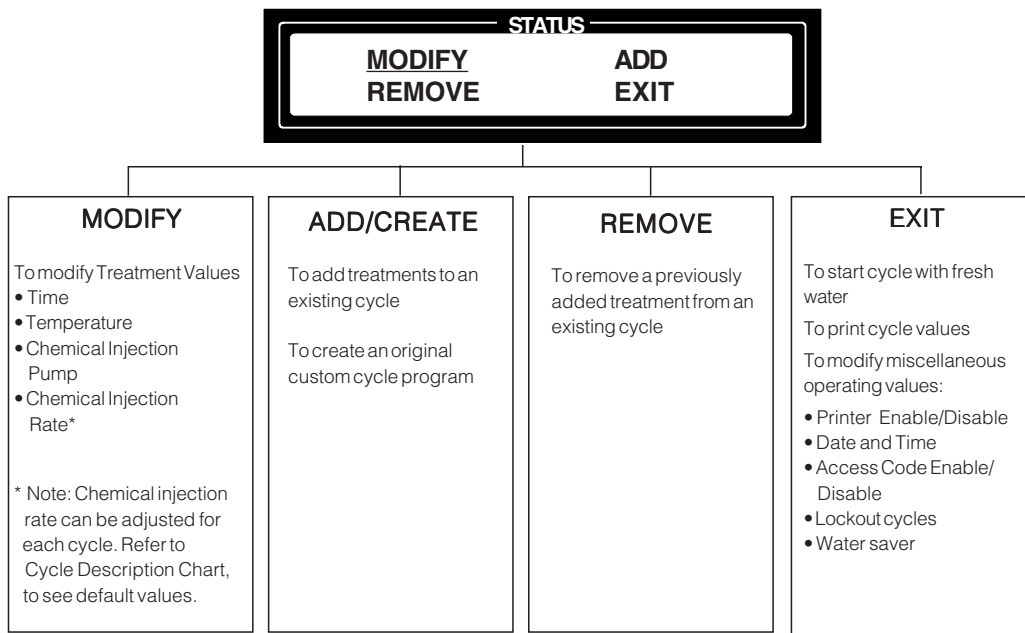 STATUS
MODIFY ADD
REMOVE EXIT
MODIFY
To modify Treatment Values
• Time
• Temperature
• Chemical Injection
Pump
• Chemical Injection
Rate*
* Note: Chemical injection
rate can be adjusted for
each cycle. Refer to
Cycle Description Chart,
to see default values.
ADD/CREATE
To add treatments to an
existing cycle
To create an original
custom cycle program
REMOVE
To remove a previously
added treatment from an
existing cycle
EXIT
To start cycle with fresh
water
To print cycle values
To modify miscellaneous
operating values:
• Printer Enable/Disable
• Date and Time
• Access Code Enable/
Disable
• Lockout cycles
• Water saver